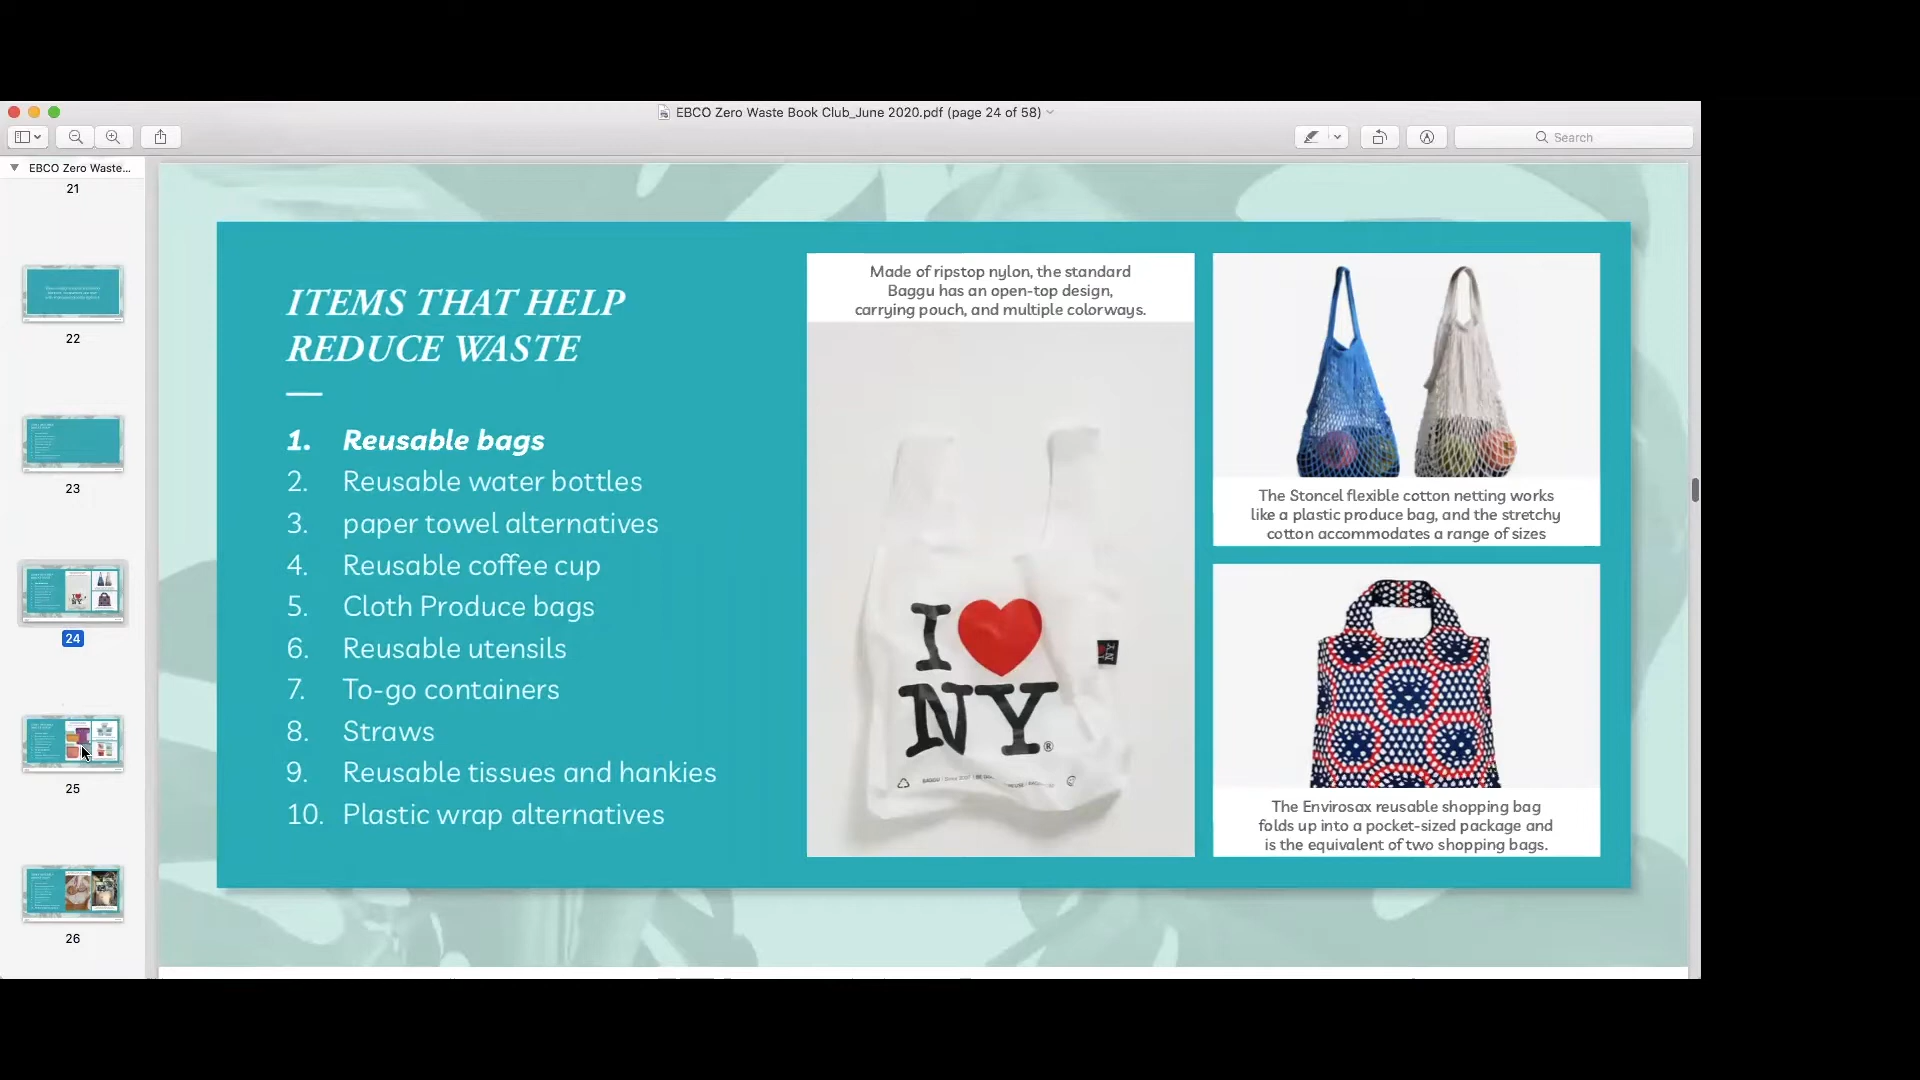 EBCO Zero Waste Book Club_June 2020.pdf (page 24 of 58)
Search
EBCO Zero Waste...
21
22
23
24
25
26
ITEMS THAT HELP
REDUCE WASTE
1. Reusable bags
2. Reusable water bottles
3. paper towel alternatives
4. Reusable coffee cup
5. Cloth Produce bags
6. Reusable utensils
7. To-go containers
8. Straws
9. Reusable tissues and hankies
10. Plastic wrap alternatives
Made of ripstop nylon, the standard
Baggu has an open-top design,
carrying pouch, and multiple colorways.
I ❤
NY®
The Stoncel flexible cotton netting works
like a plastic produce bag, and the stretchy
cotton accommodates a range of sizes
The Envirosax reusable shopping bag
folds up into a pocket-sized package and
is the equivalent of two shopping bags.